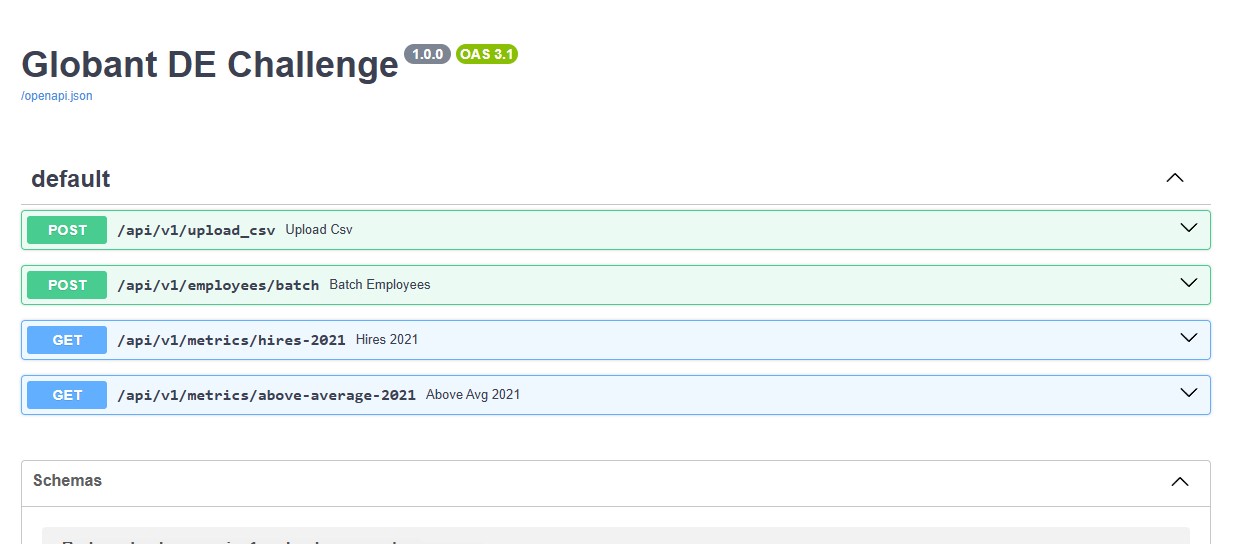 Globant DE Challenge 1.0.0 OAS 3.1
/openapi.json
default
POST /api/v1/upload_csv Upload Csv
POST /api/v1/employees/batch Batch Employees
GET /api/v1/metrics/hires-2021 Hires 2021
GET /api/v1/metrics/above-average-2021 Above Avg 2021
Schemas